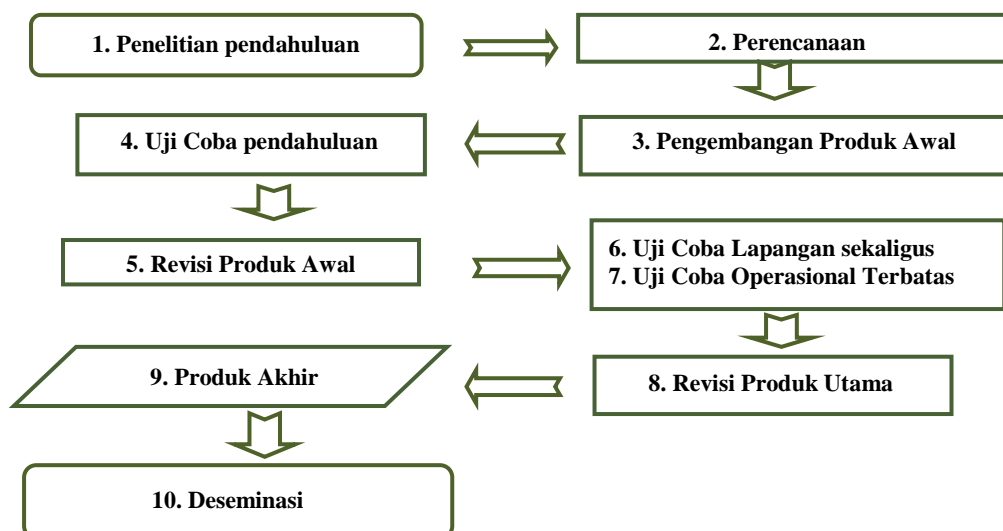 1. Penelitian pendahuluan
2. Perencanaan
3. Pengembangan Produk Awal
4. Uji Coba pendahuluan
5. Revisi Produk Awal
6. Uji Coba Lapangan sekaligus
7. Uji Coba Operasional Terbatas
8. Revisi Produk Utama
9. Produk Akhir
10. Deseminasi